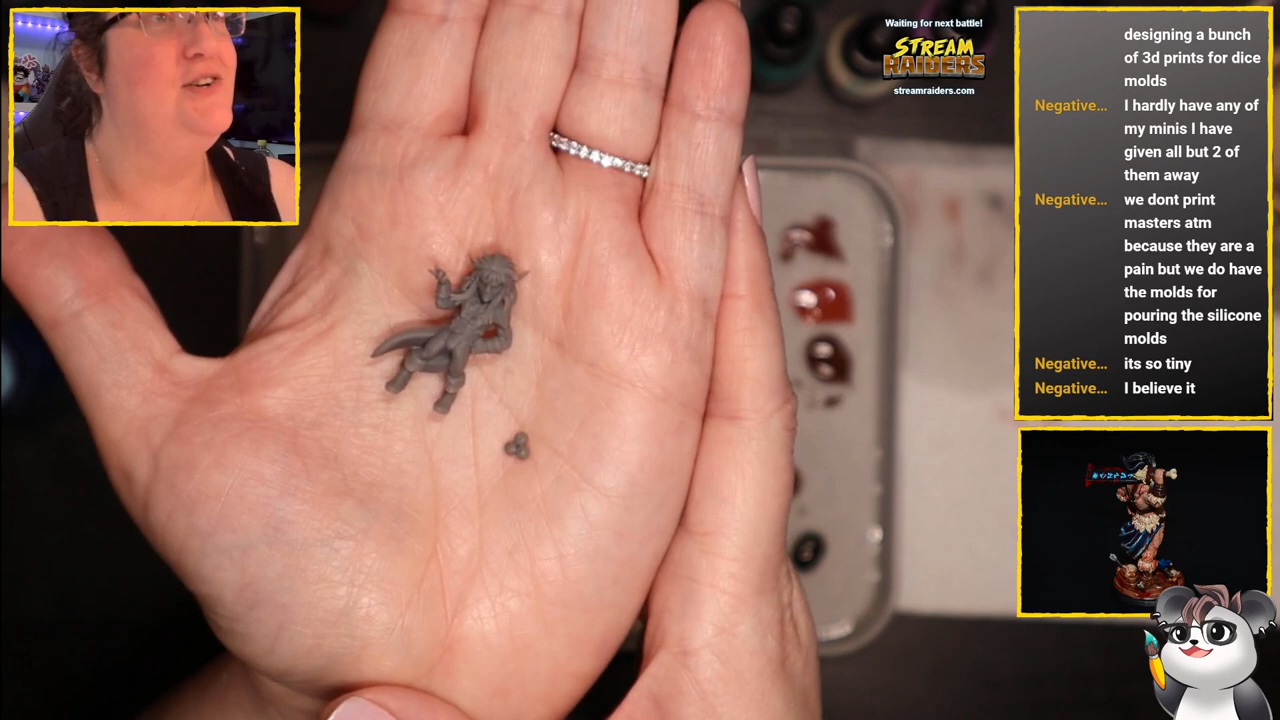 Waiting for next battle!
STREAM
RAIDERS
streamraiders.com
designing a bunch
of 3d prints for dice
molds
Negative… I hardly have any of
my minis I have
given all but 2 of
them away
Negative… we dont print
masters atm
because they are a
pain but we do have
the molds for
pouring the silicone
molds
Negative… its so tiny
Negative… I believe it